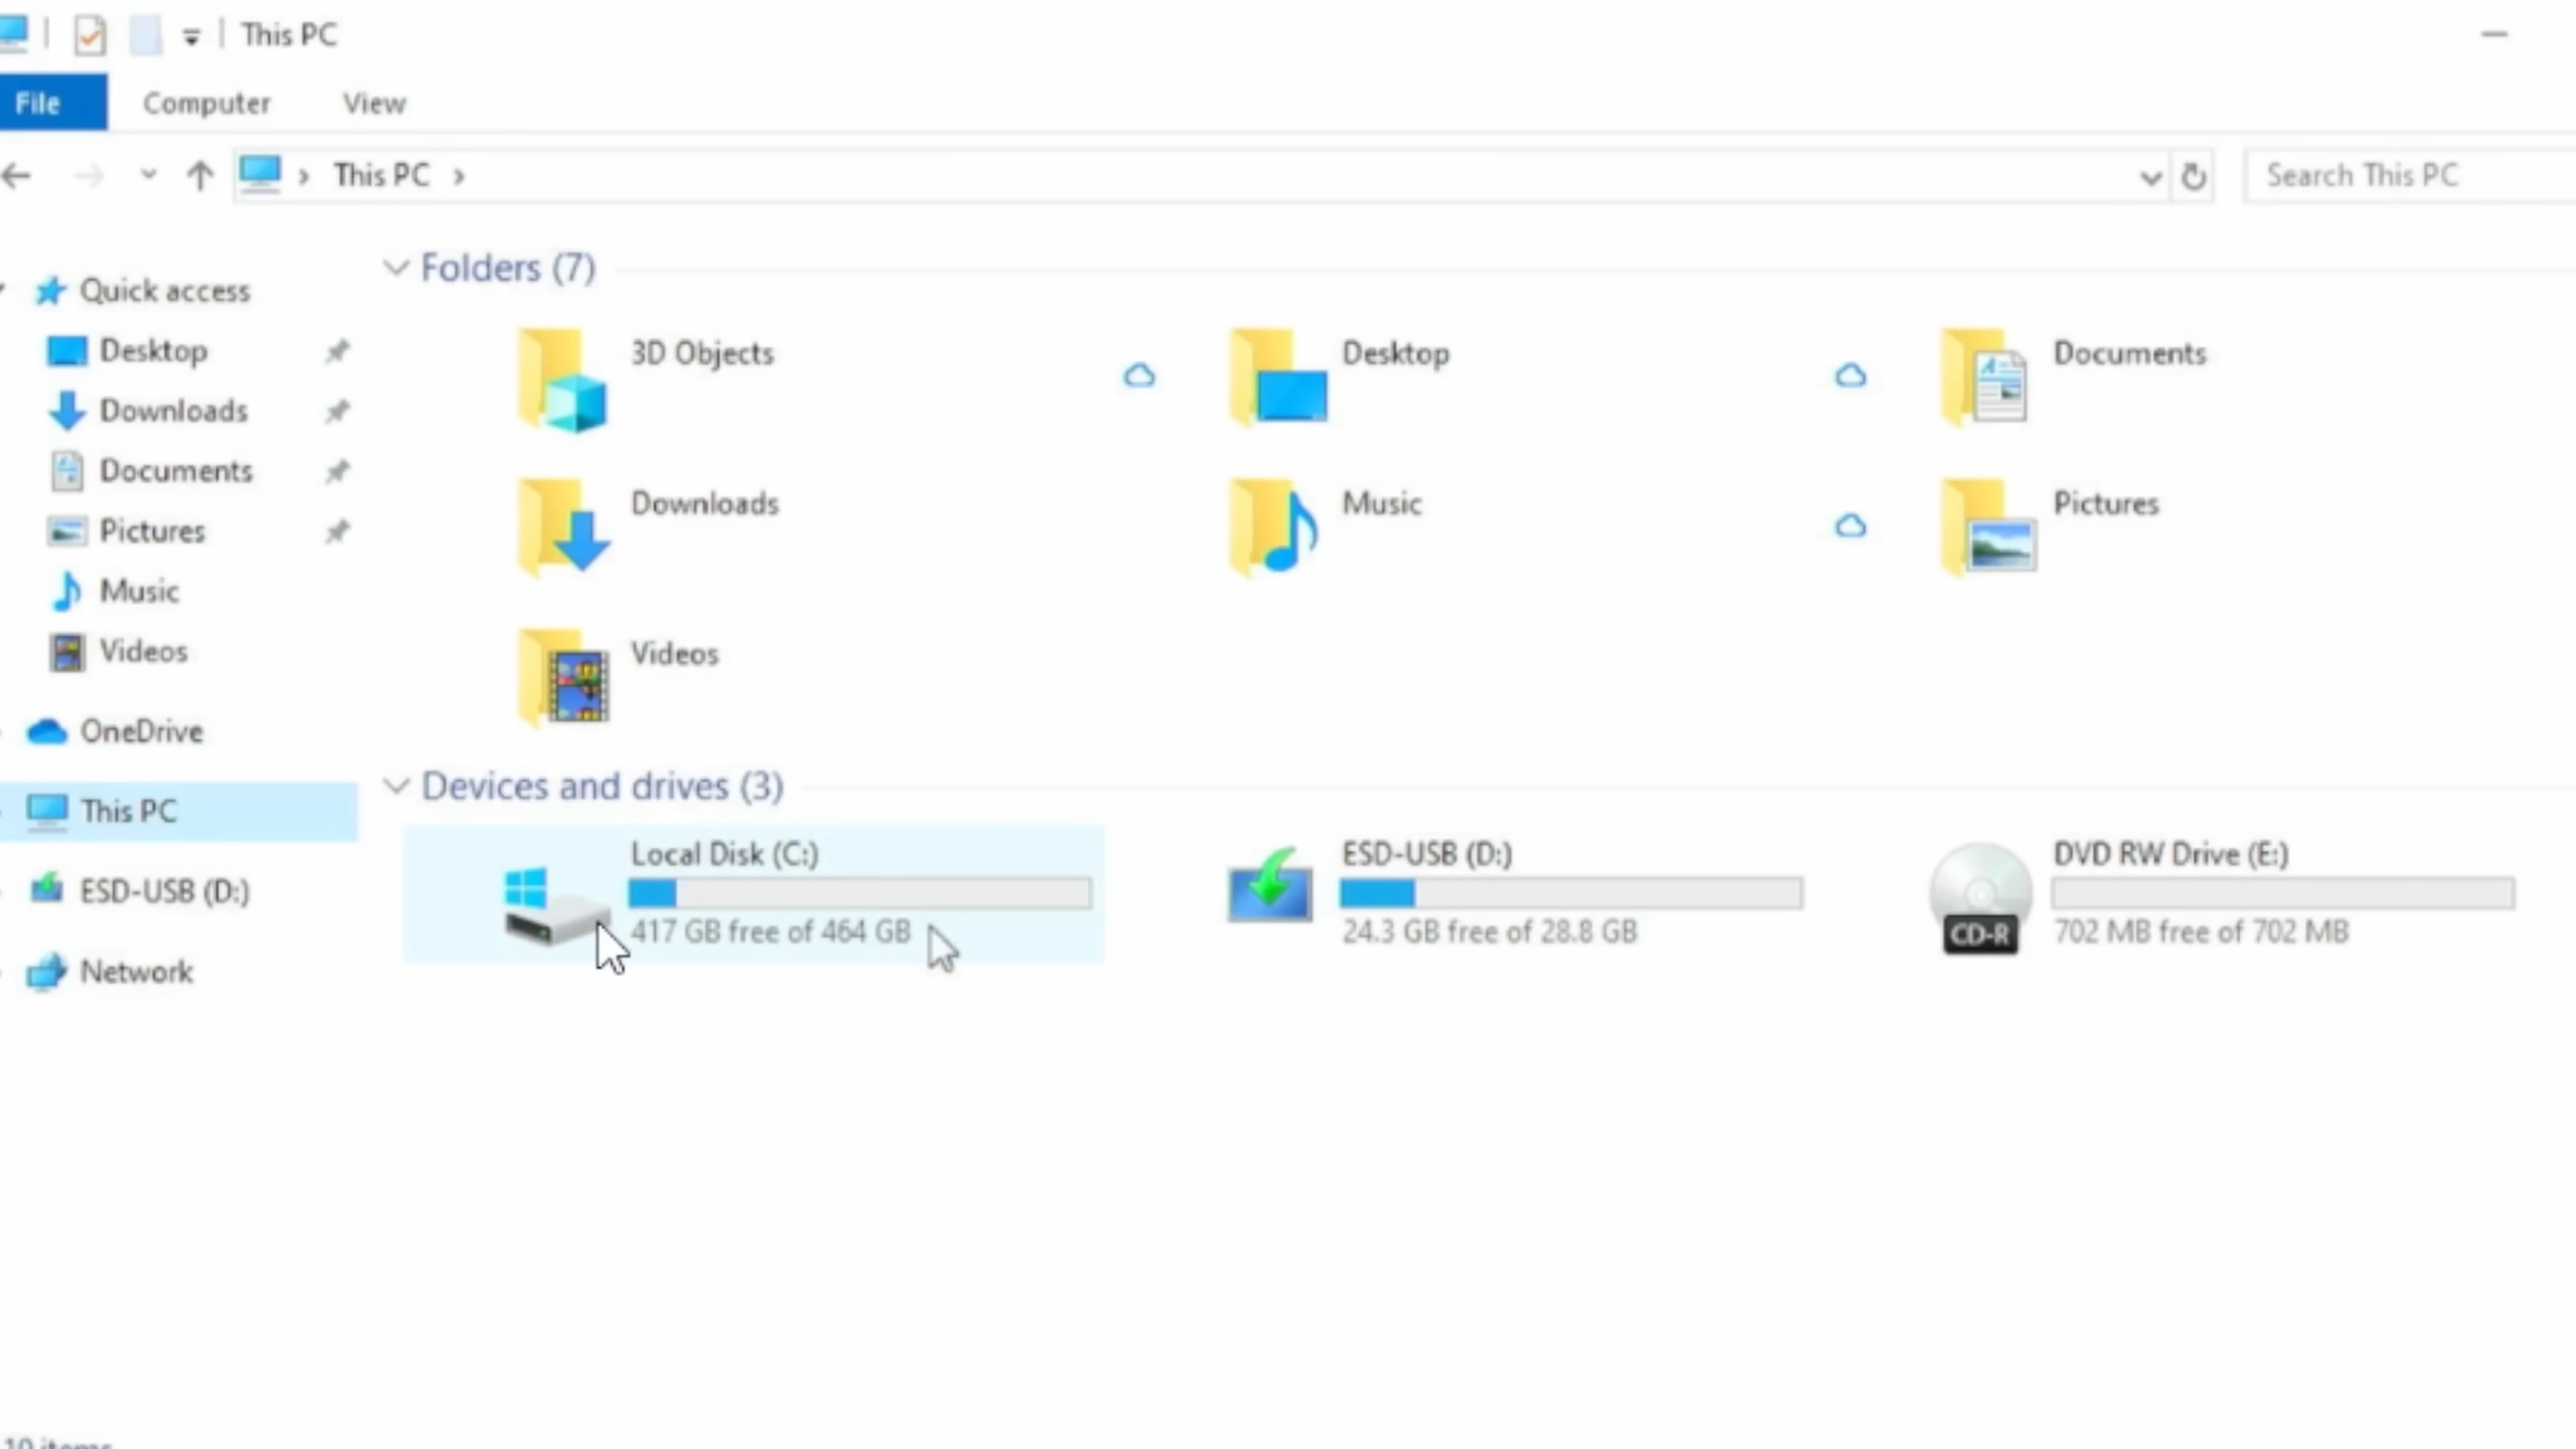 This PC
File Computer View
This PC
Search This PC
Quick access
Desktop
Downloads
Documents
Pictures
Music
Videos
OneDrive
This PC
ESD-USB (D:)
Network
Folders (7)
3D Objects
Desktop
Documents
Downloads
Music
Pictures
Videos
Devices and drives (3)
Local Disk (C:)
417 GB free of 464 GB
ESD-USB (D:)
24.3 GB free of 28.8 GB
CD-R
DVD RW Drive (E:)
702 MB free of 702 MB
10 items